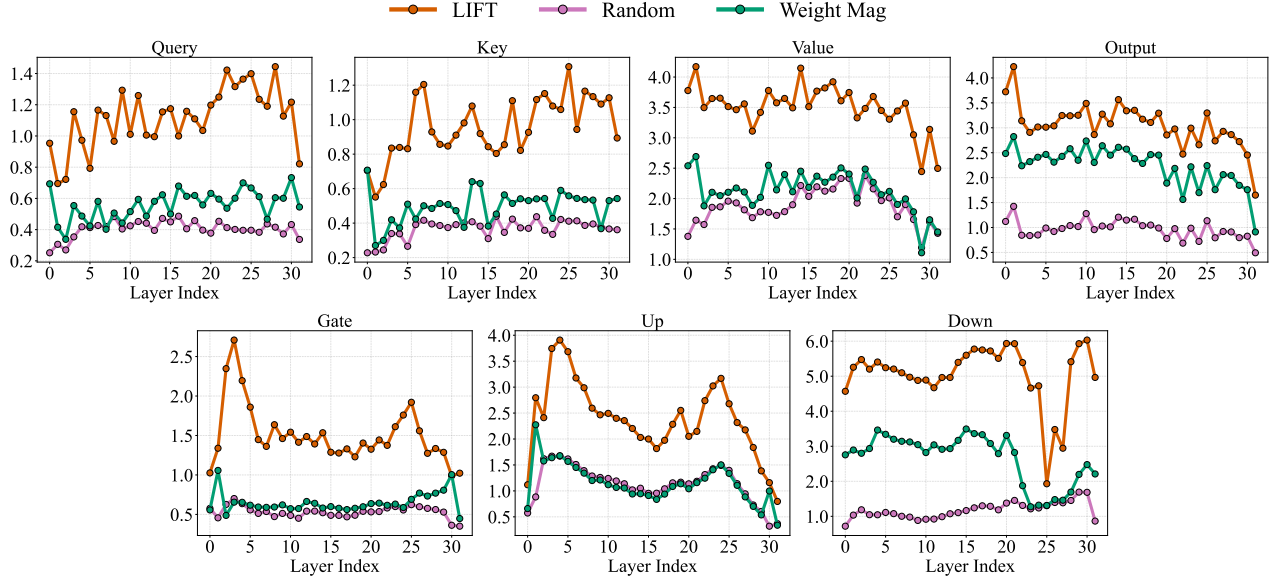 LIFT Random Weight Mag
Query Key Value Output
1.4
1.2
1.0
0.8
0.6
0.4
0.2
0 5 10 15 20 25 30
Layer Index
1.2
1.0
0.8
0.6
0.4
0.2
0 5 10 15 20 25 30
Layer Index
4.0
3.5
3.0
2.5
2.0
1.5
1.0
0 5 10 15 20 25 30
Layer Index
4.0
3.5
3.0
2.5
2.0
1.5
1.0
0.5
0 5 10 15 20 25 30
Layer Index
Gate Up Down
2.5
2.0
1.5
1.0
0.5
0 5 10 15 20 25 30
Layer Index
4.0
3.5
3.0
2.5
2.0
1.5
1.0
0.5
0 5 10 15 20 25 30
Layer Index
6.0
5.0
4.0
3.0
2.0
1.0
0 5 10 15 20 25 30
Layer Index